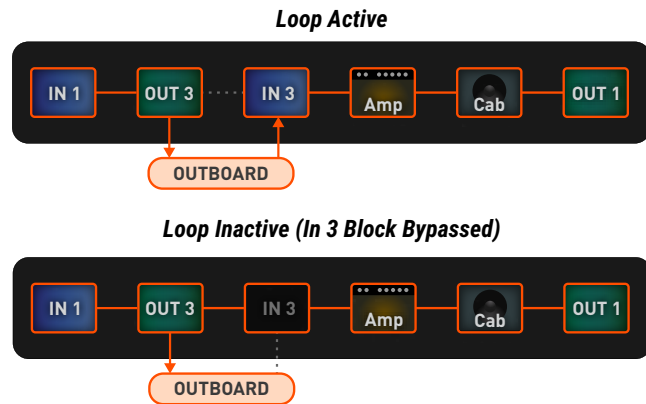 Loop Active
IN 1 OUT 3 IN 3 Amp Cab OUT 1
OUTBOARD
Loop Inactive (In 3 Block Bypassed)
IN 1 OUT 3 IN 3 Amp Cab OUT 1
OUTBOARD